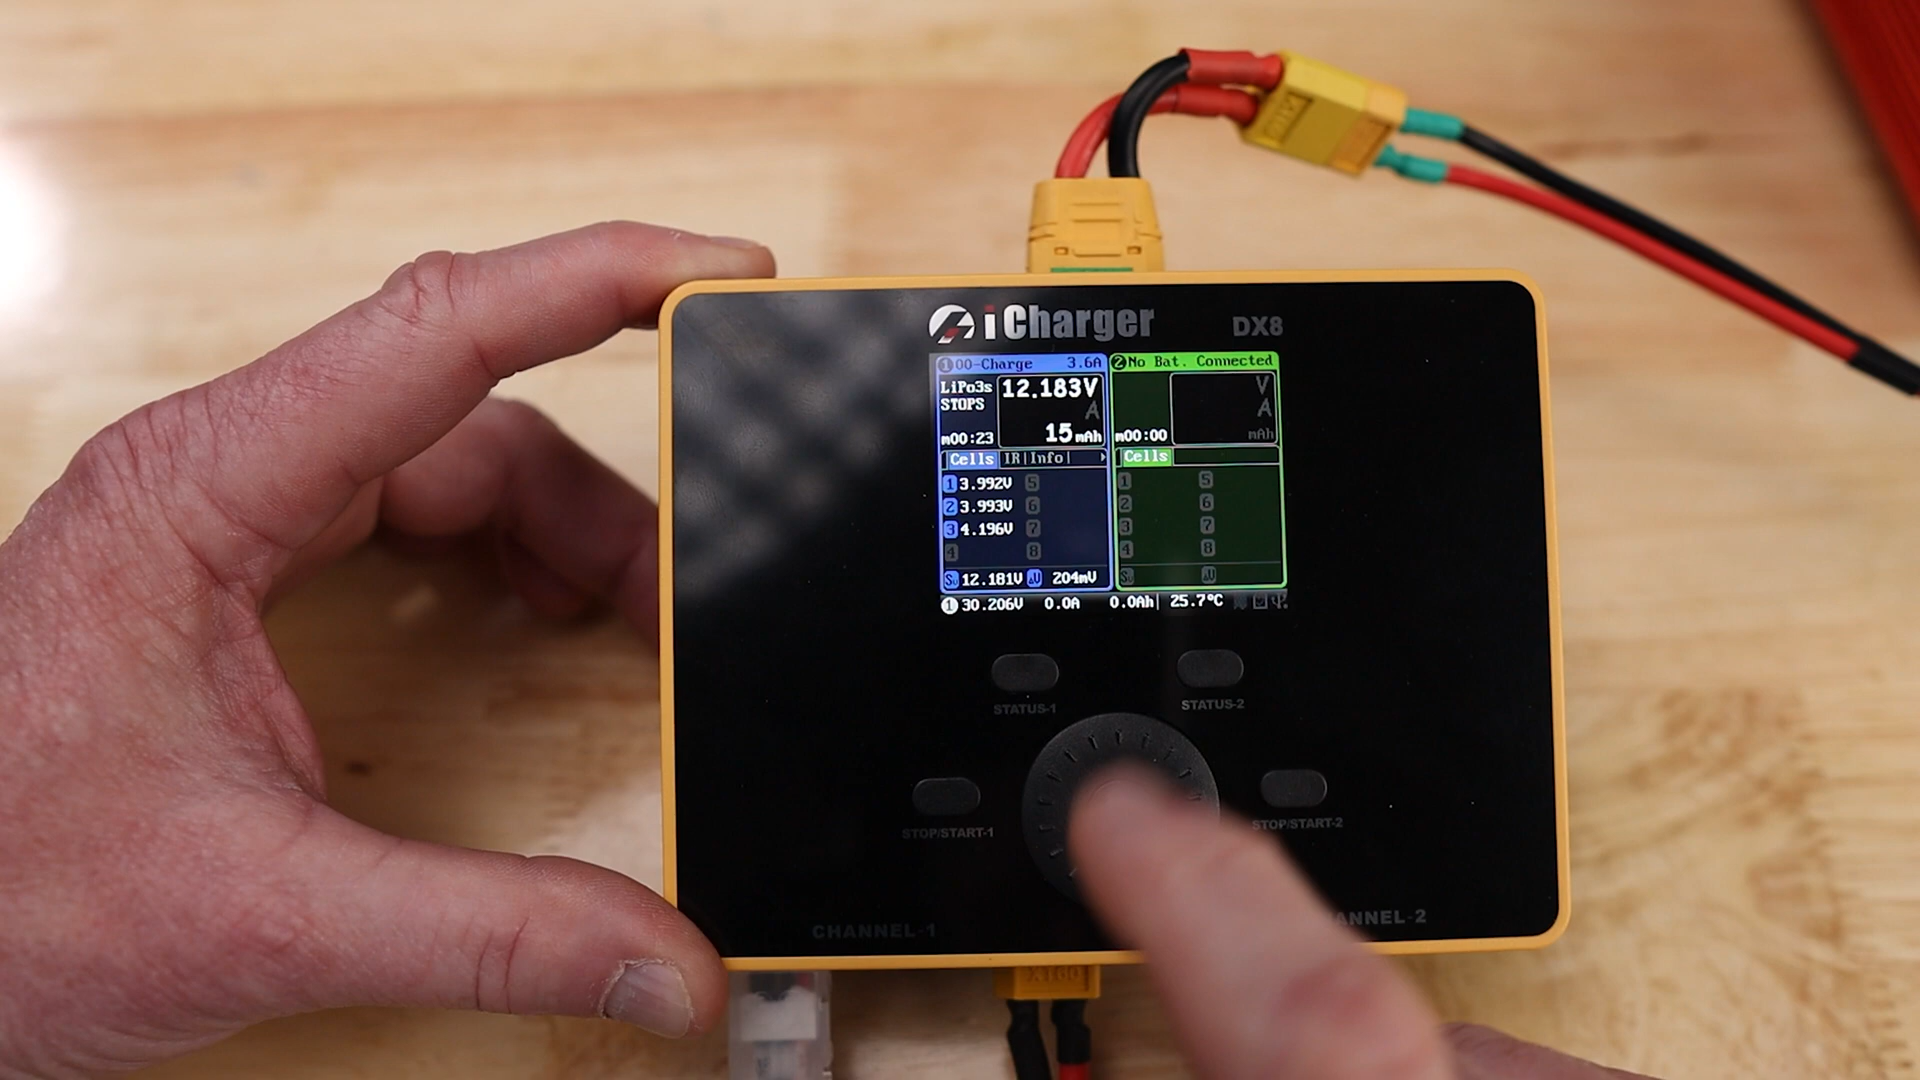 iCharger DX8
1 00-Charge 3.6A
LiPo3s 12.183V
STOPS A
m00:23 15mAh
Cells IR|Info|
1 3.992V 5
2 3.993V 6
3 4.196V 7
4 8
12.181V 204mV
2 No Bat. Connected
V
A
m00:00 mAh
Cells
1 5
2 6
3 7
4 8
1 30.206V 0.0A 0.0Ah| 25.7°C
STATUS-1 STATUS-2
STOP/START-1 STOP/START-2
CHANNEL-1 ANNEL-2
XT60